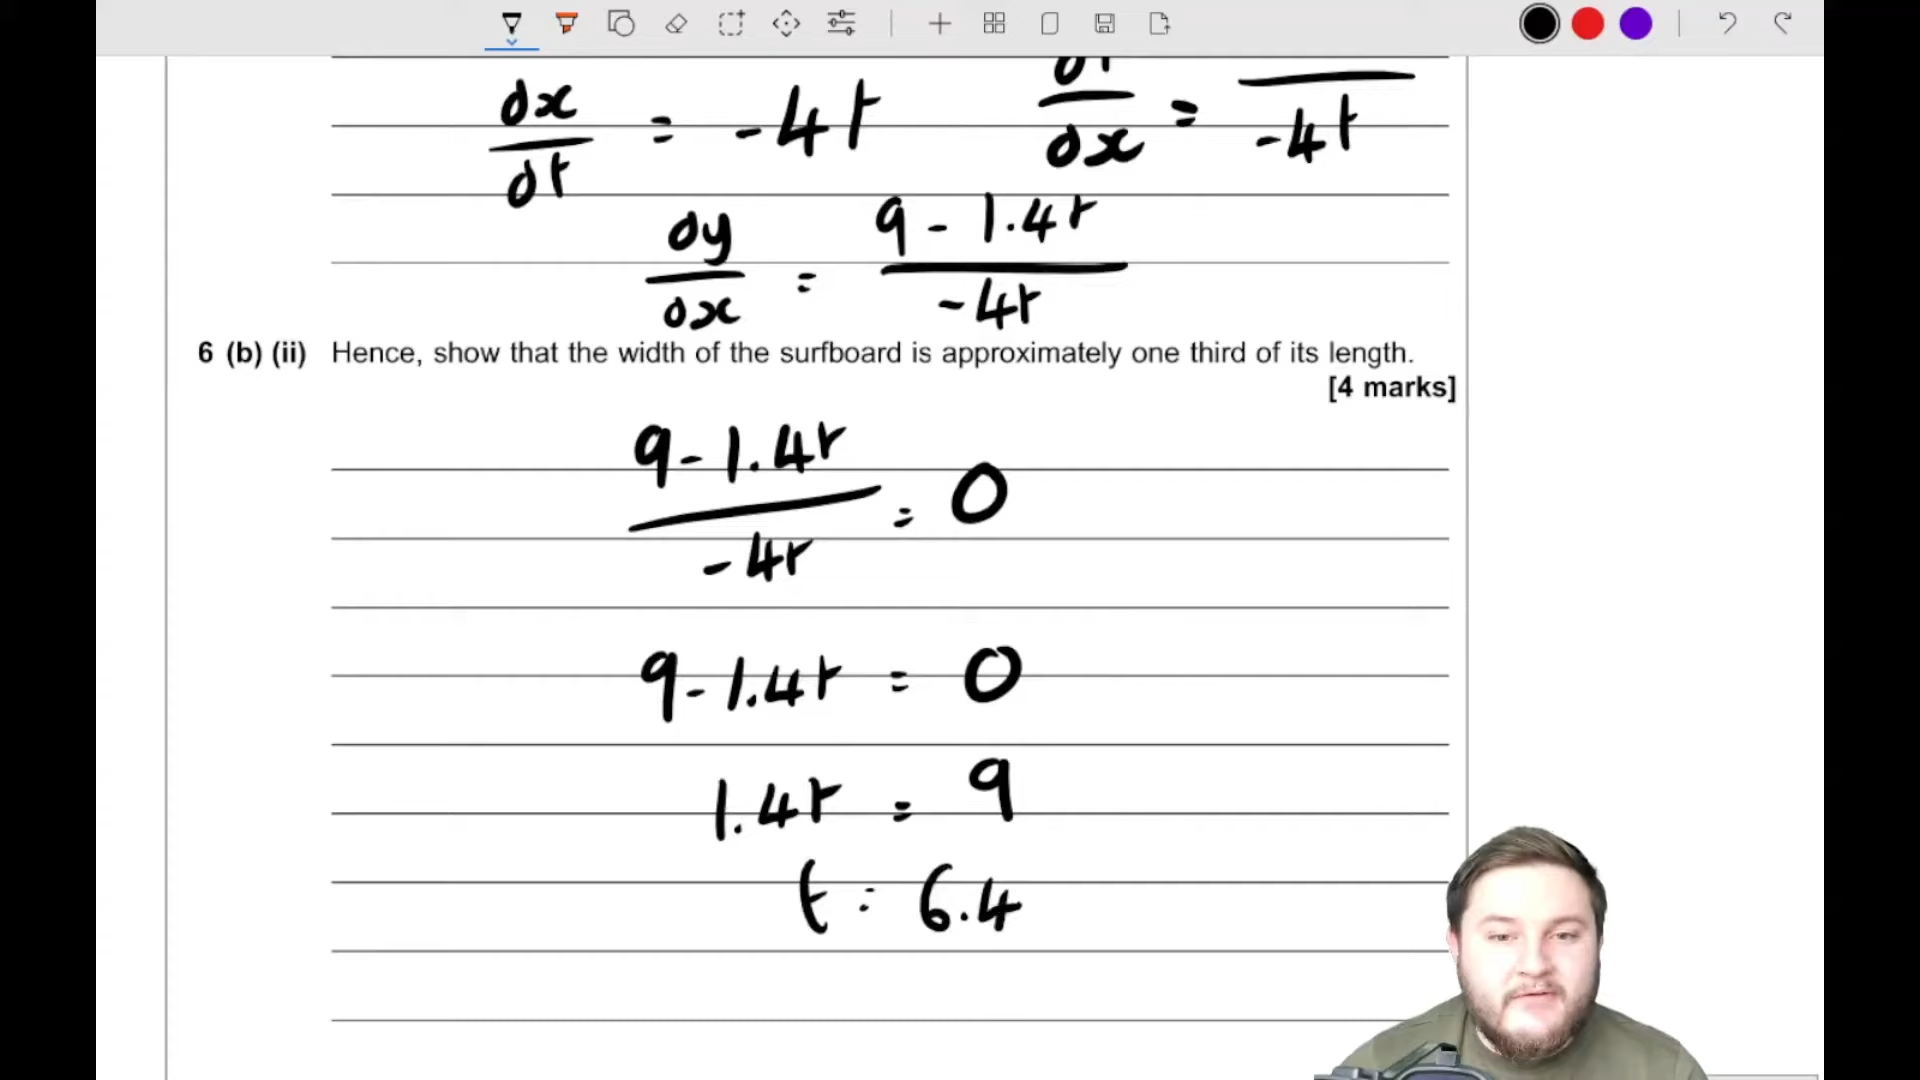 dx/dt = -4t
dt/dx = /-4t
dy/dx = 9 - 1.4t/-4t
6 (b) (ii) Hence, show that the width of the surfboard is approximately one third of its length.
[4 marks]
9 - 1.4t/-4t = 0
9 - 1.4t = 0
1.4t = 9
t = 6.4